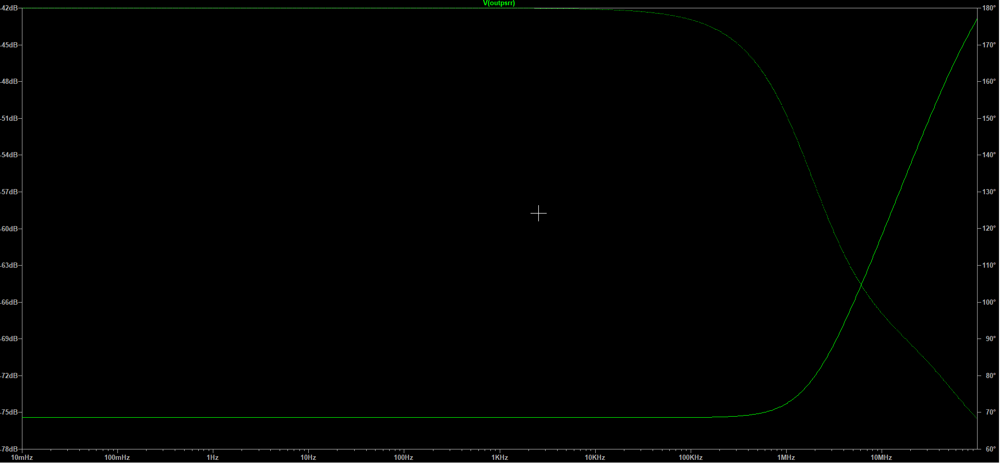 V(outpsrr)
-42dB
-45dB
-48dB
-51dB
-54dB
-57dB
-60dB
-63dB
-66dB
-69dB
-72dB
-75dB
-78dB
180°
170°
160°
150°
140°
130°
120°
110°
100°
90°
80°
70°
60°
10mHz 100mHz 1Hz 10Hz 100Hz 1KHz 10KHz 100KHz 1MHz 10MHz